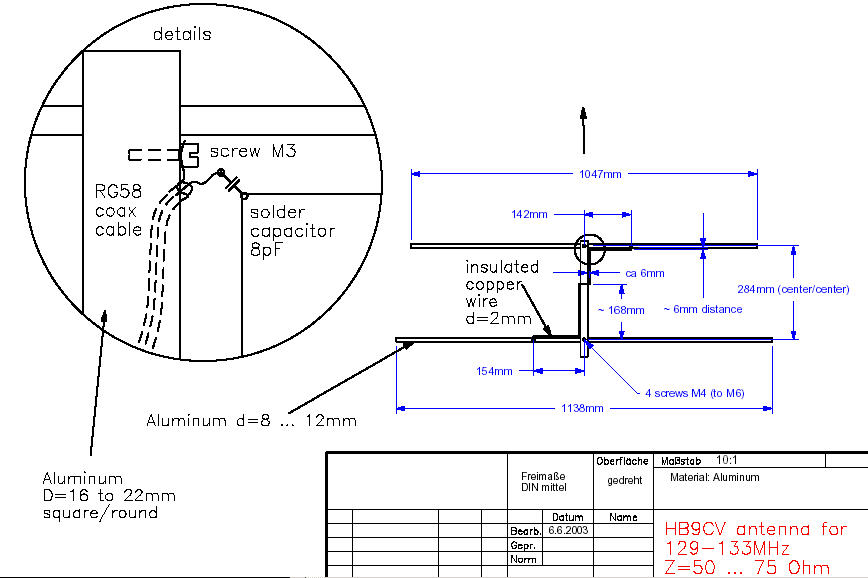 details
screw M3
RG58
coax
cable
solder
capacitor
8pF
1047mm
142mm
insulated
copper
wire
d=2mm
ca 6mm
284mm (center/center)
~ 168mm
~ 6mm distance
154mm
4 screws M4 (to M6)
1138mm
Aluminum d=8 ... 12mm
Aluminum
D=16 to 22mm
square/round
Freimaße
DIN mittel
Oberfläche
gedreht
Maßstab 10:1
Material: Aluminum
Datum Name
Bearb. 6.6.2003
Gepr.
Norm
HB9CV antenna for
129-133MHz
Z=50 ... 75 Ohm